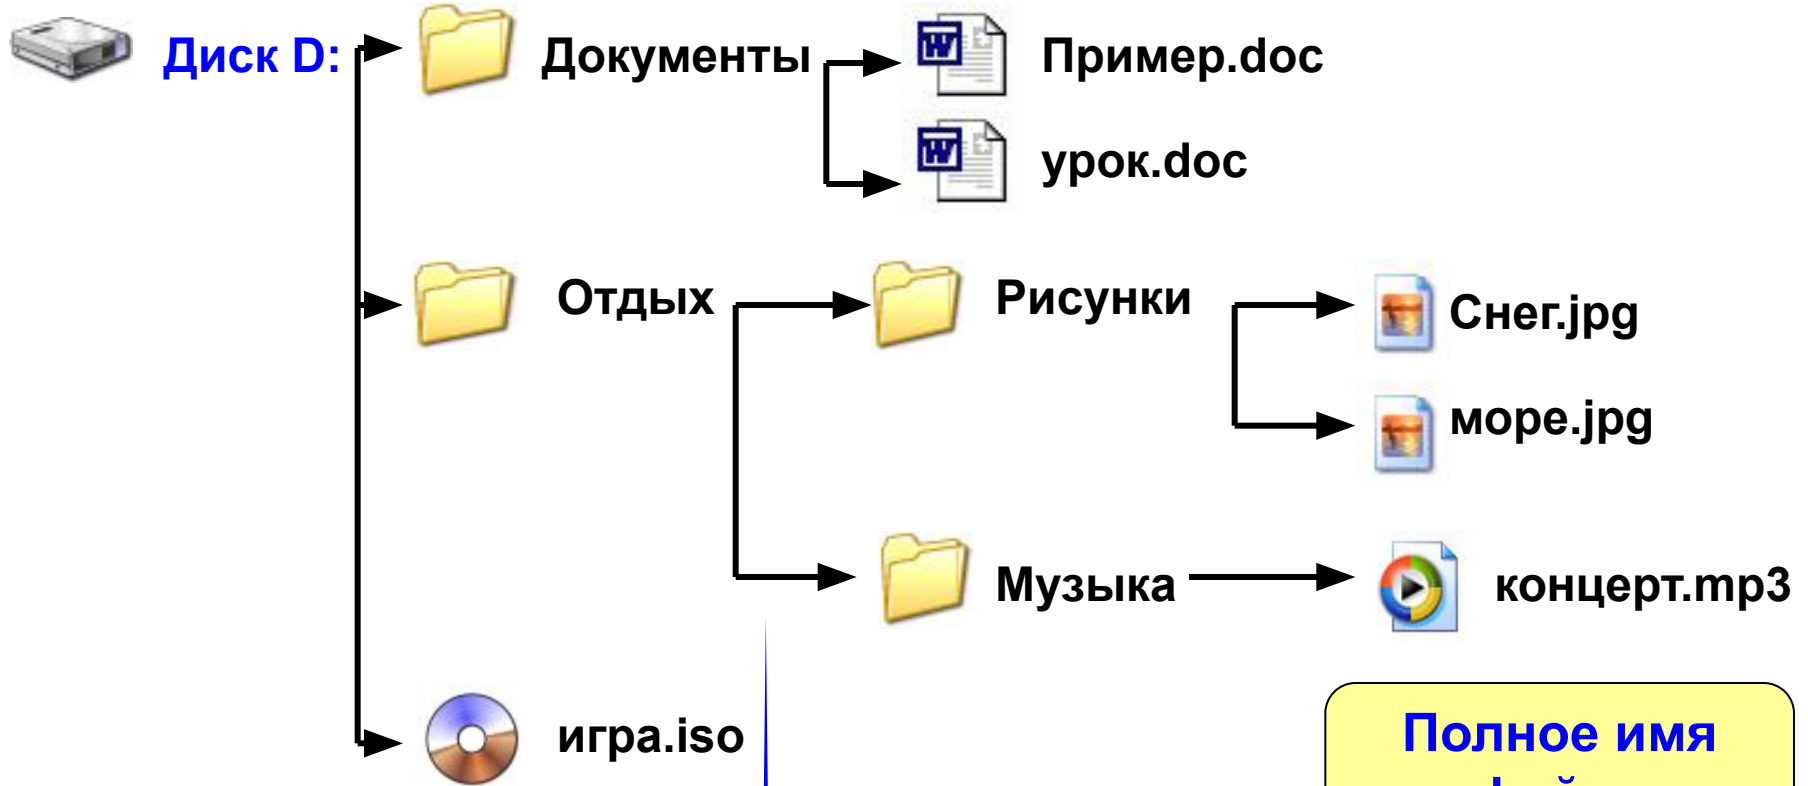 Диск D:
Документы
Пример.doc
урок.doc
Отдых
Рисунки
Снег.jpg
море.jpg
Музыка
концерт.mp3
игра.iso
Полное имя